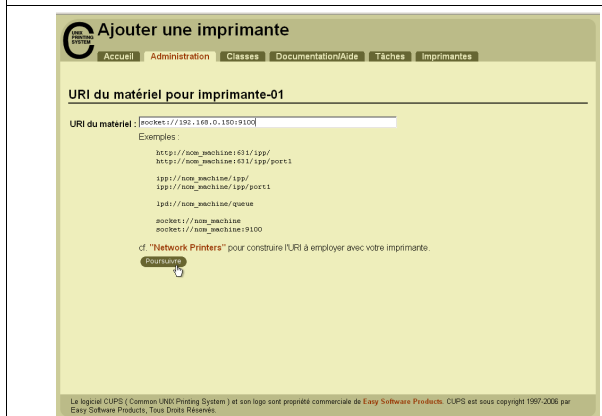 UNIX
PRINTING
SYSTEM
Ajouter une imprimante
Accueil Administration Classes Documentation/Aide Tâches Imprimantes
URI du matériel pour imprimante-01
URI du matériel : socket://192.168.0.150:9100
Exemples :
http://nom_machine:631/ipp/
http://nom_machine:631/ipp/port1
ipp://nom_machine/ipp/
ipp://nom_machine/ipp/port1
lpd://nom_machine/queue
socket://nom_machine
socket://nom_machine:9100
cf. "Network Printers" pour construire l'URI à employer avec votre imprimante.
Poursuivre
Le logiciel CUPS ( Common UNIX Printing System ) et son logo sont propriété commerciale de Easy Software Products. CUPS est sous copyright 1997-2006 par
Easy Software Products, Tous Droits Réservés.